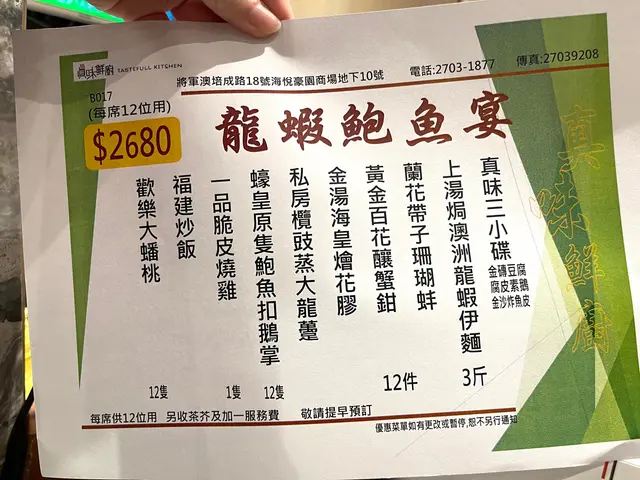 真味鮮廚 TASTEFULL KITCHEN
將軍澳培成路18號海悅豪園商場地下10號 電話:2703-1877 傳真:27039208
B017
(每席12位用)
$2680
龍蝦鮑魚宴
真味三小碟
金磚豆腐
腐皮素鵝
金沙炸魚皮
上湯焗澳洲龍蝦伊麵 3斤
蘭花帶子珊瑚蚌
黃金百花釀蟹鉗 12件
金湯海皇燴花膠
私房欖豉蒸大龍躉
蠔皇原隻鮑魚扣鵝掌 12隻
一品脆皮燒雞 1隻
福建炒飯
歡樂大蟠桃 12隻
真味鮮廚
每席供12位用 另收茶芥及加一服務費 敬請提早預訂
優惠菜單如有更改或暫停,恕不另行通知